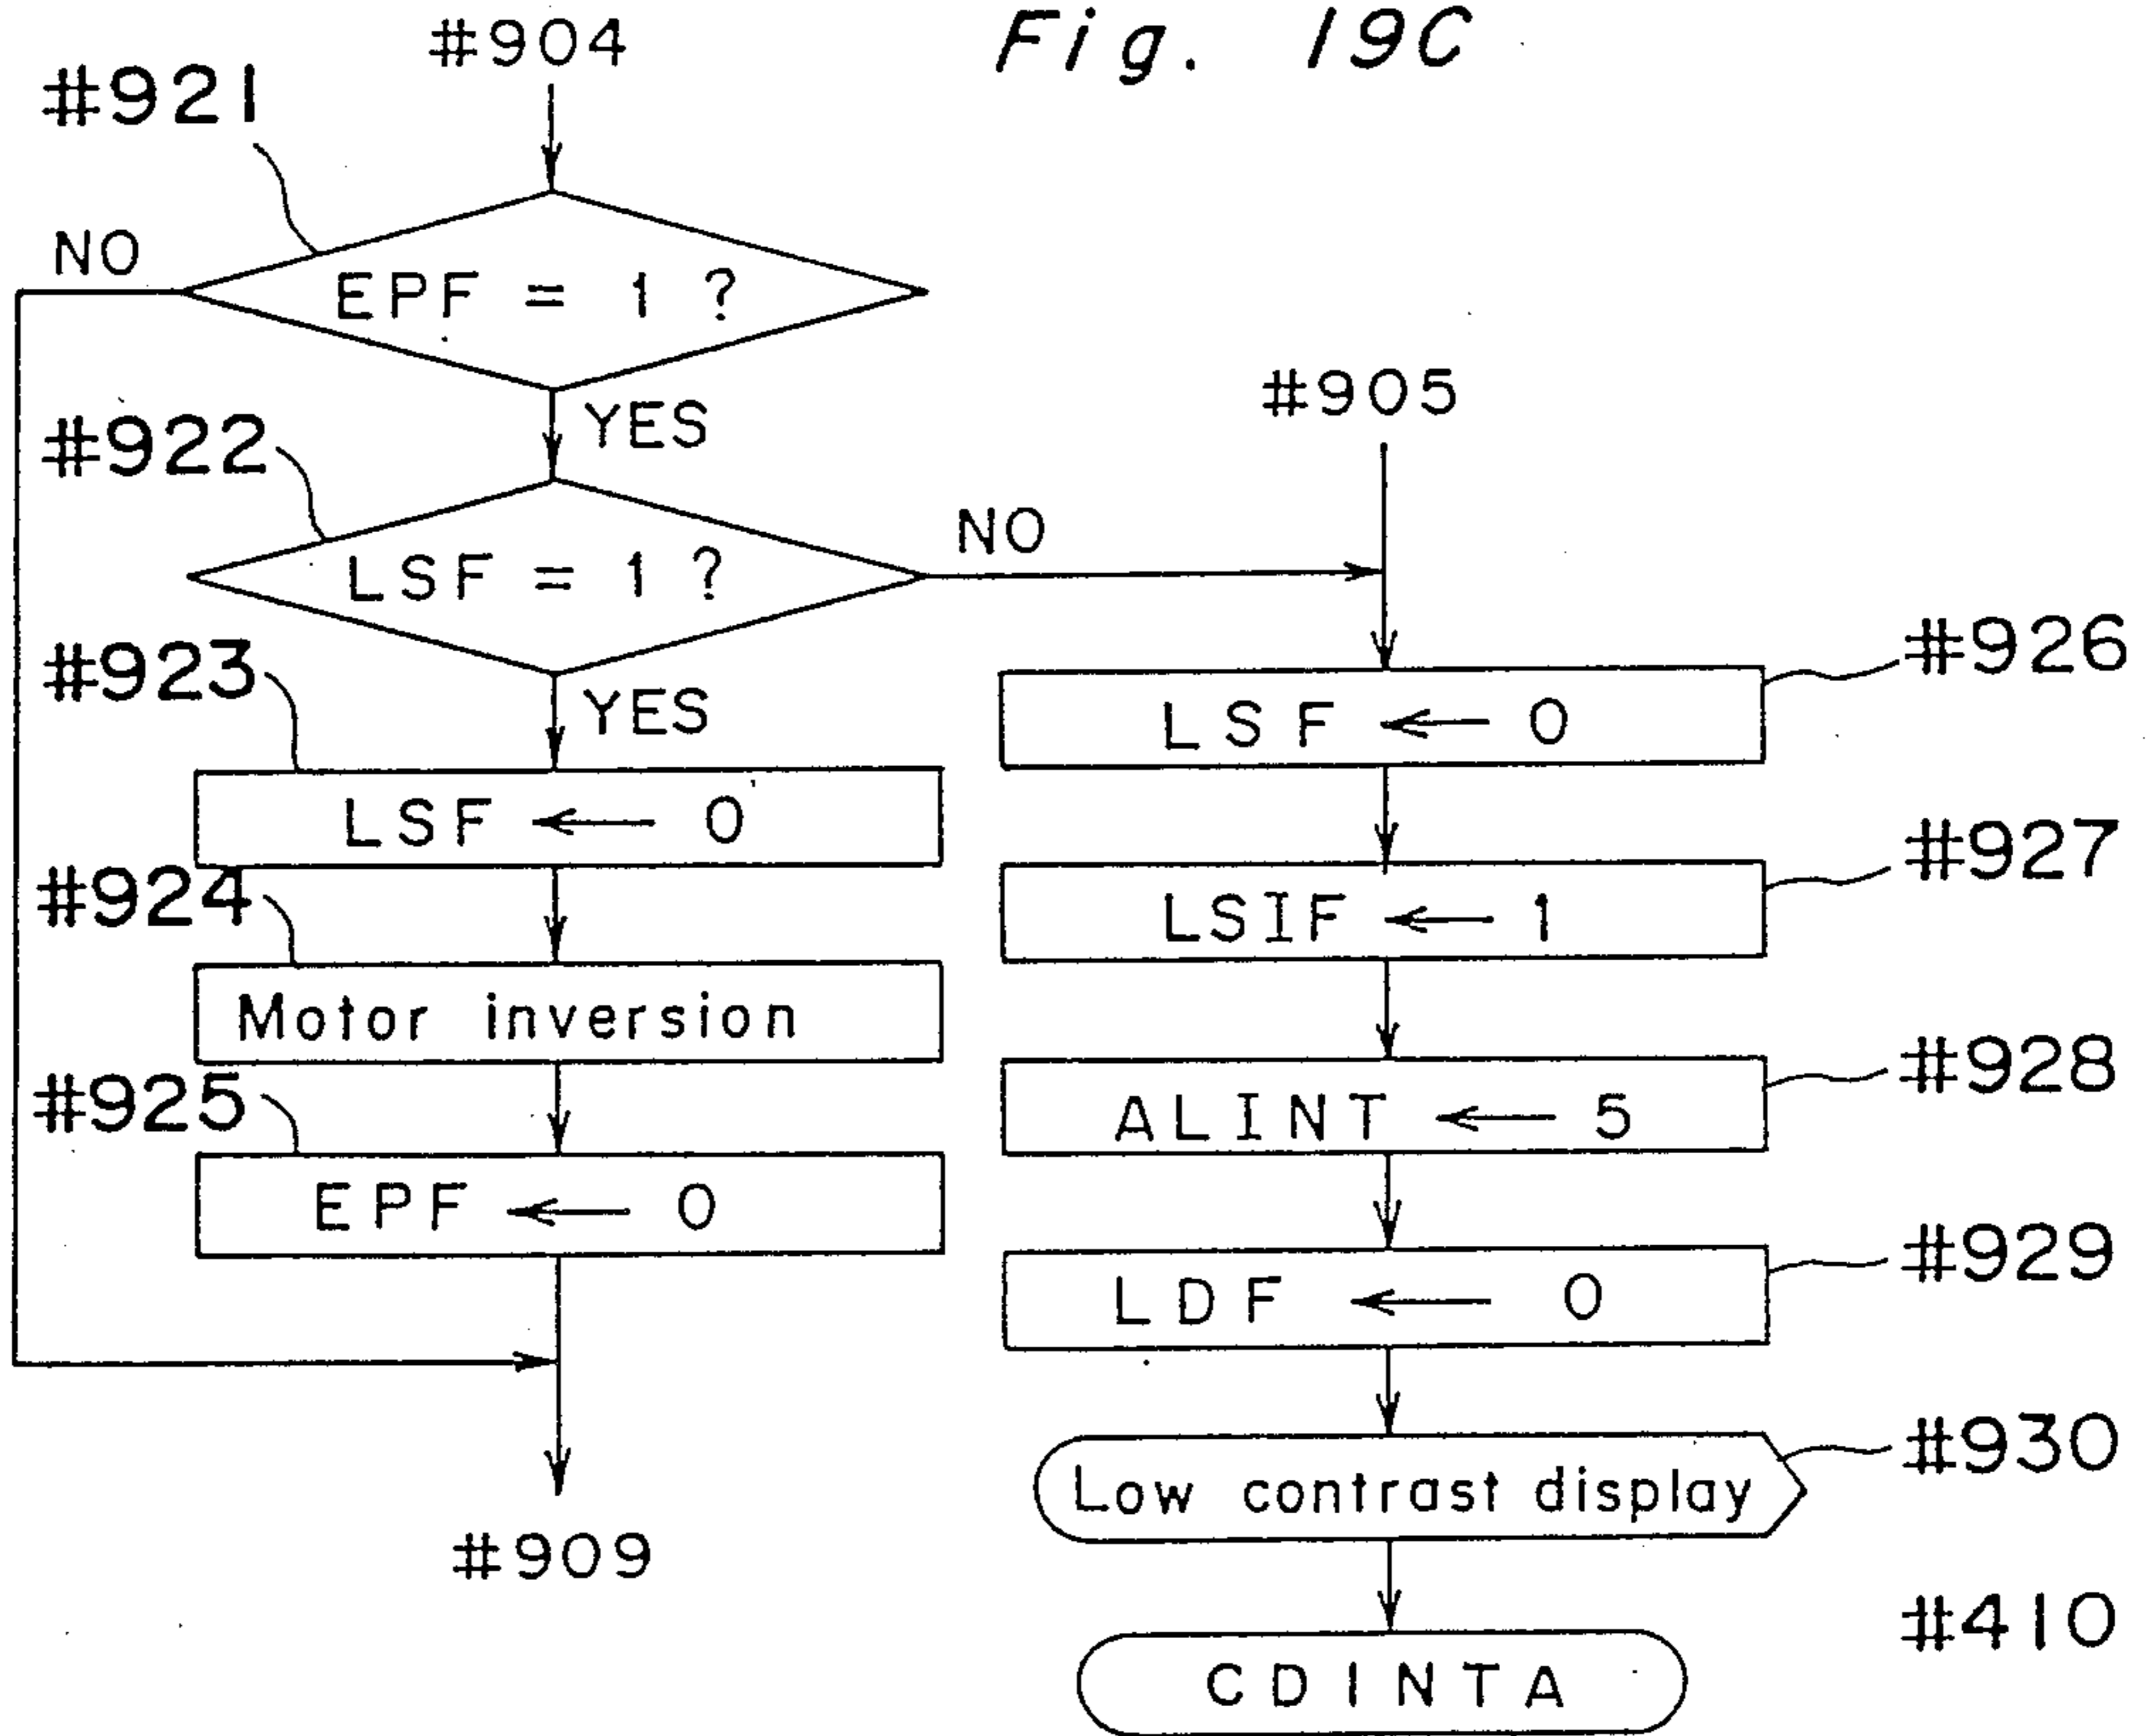 Fig. 19C
#904
#921
NO
EPF = 1 ?
YES
#922
NO
LSF = 1 ?
YES
#923
LSF ← 0
#924
Motor inversion
#925
EPF ← 0
#909
#905
#926
LSF ← 0
#927
LSIF ← 1
#928
ALINT ← 5
#929
LDF ← 0
#930
Low contrast display
#410
CDINTA